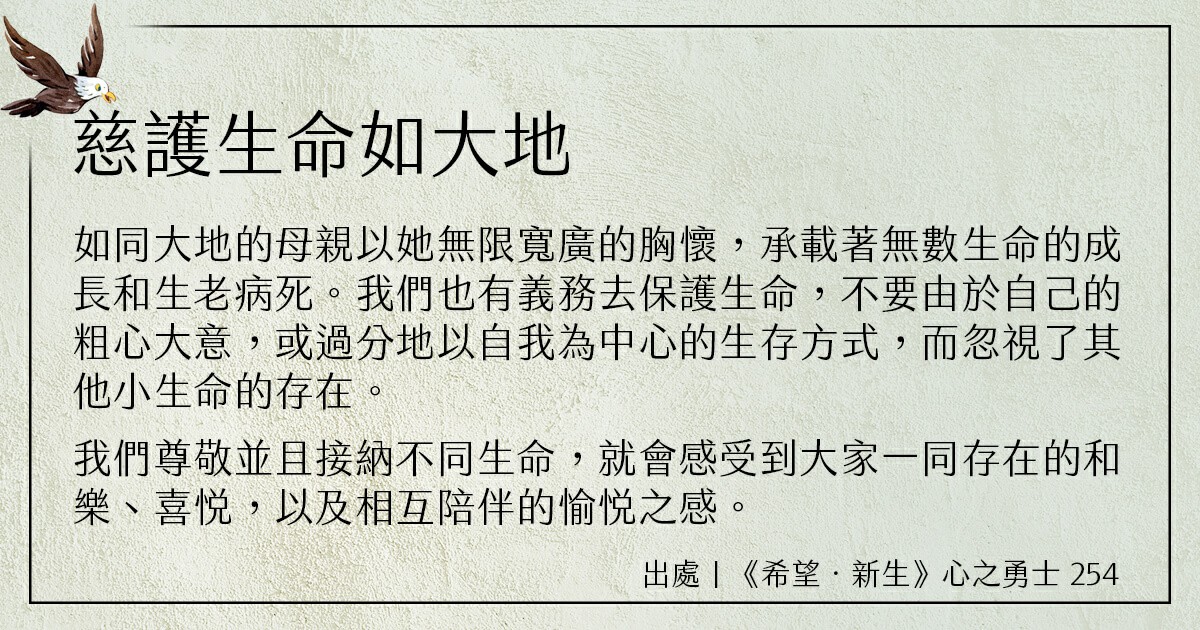 慈護生命如大地
如同大地的母親以她無限寬廣的胸懷，承載著無數生命的成
長和生老病死。我們也有義務去保護生命，不要由於自己的
粗心大意，或過分地以自我為中心的生存方式，而忽視了其
他小生命的存在。
我們尊敬並且接納不同生命，就會感受到大家一同存在的和
樂、喜悅，以及相互陪伴的愉悅之感。
出處｜《希望．新生》心之勇士 254